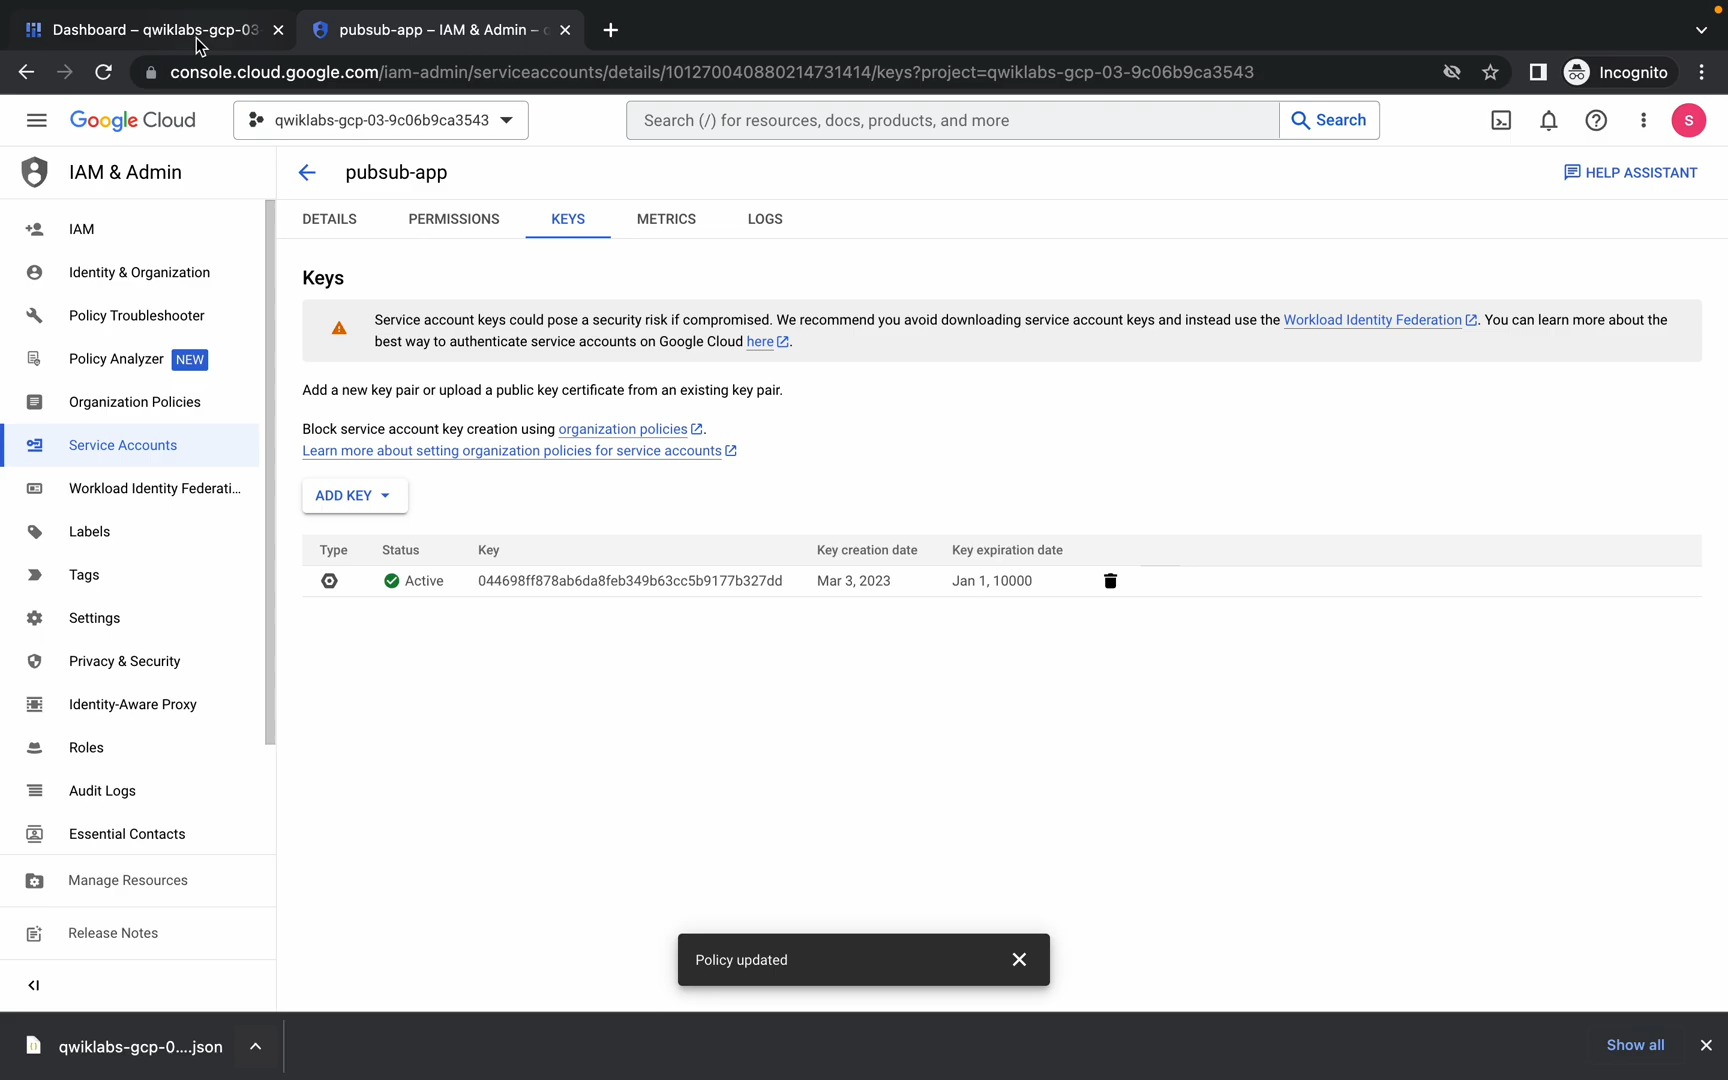 Dashboard – qwiklabs-gcp-03
pubsub-app – IAM & Admin –
console.cloud.google.com/iam-admin/serviceaccounts/details/101270040880214731414/keys?project=qwiklabs-gcp-03-9c06b9ca3543
Incognito
Google Cloud
qwiklabs-gcp-03-9c06b9ca3543
Search (/) for resources, docs, products, and more
Search
S
IAM & Admin
pubsub-app
HELP ASSISTANT
DETAILS PERMISSIONS KEYS METRICS LOGS
IAM
Identity & Organization
Policy Troubleshooter
Policy Analyzer NEW
Organization Policies
Service Accounts
Workload Identity Federati...
Labels
Tags
Settings
Privacy & Security
Identity-Aware Proxy
Roles
Audit Logs
Essential Contacts
Manage Resources
Release Notes
Keys
Service account keys could pose a security risk if compromised. We recommend you avoid downloading service account keys and instead use the Workload Identity Federation. You can learn more about the
best way to authenticate service accounts on Google Cloud here.
Add a new key pair or upload a public key certificate from an existing key pair.
Block service account key creation using organization policies.
Learn more about setting organization policies for service accounts
ADD KEY
Type Status Key Key creation date Key expiration date
Active 044698ff878ab6da8feb349b63cc5b9177b327dd Mar 3, 2023 Jan 1, 10000
Policy updated
qwiklabs-gcp-0....json
Show all